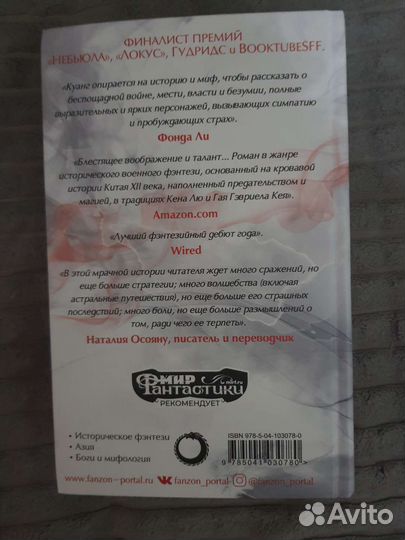 ФИНАЛИСТ ПРЕМИЙ
«НЕБЬЮЛА», «ЛОКУС», ГУДРИДС И BOOKTUBESFF.
«Куанг опирается на историю и миф, чтобы рассказать о
беспощадной войне, мести, власти и безумии, полные
выразительных и ярких персонажей, вызывающих симпатию
и пробуждающих страх».
Фонда Ли
«Блестящее воображение и талант... Роман в жанре
исторического военного фэнтези, основанный на кровавой
истории Китая XII века, наполненный предательством и
магией, в традициях Кена Лю и Гая Гэвриела Кея».
Amazon.com
«Лучший фэнтезийный дебют года».
Wired
«В этой мрачной истории читателя ждет много сражений, но
еще больше стратегии; много волшебства (включая
астральные путешествия), но еще больше его страшных
последствий; много боли, но еще больше размышлений о
том, ради чего ее терпеть».
Наталия Осояну, писатель и переводчик
МИР
ФАНТАСТИКИ
РЕКОМЕНДУЕТ
• Историческое фэнтези
• Азия
• Боги и мифология
ISBN 978-5-04-103078-0
9 785041 030780 >
www.fanzon-portal.ru fanzon_portal @fanzon_portal
Avito